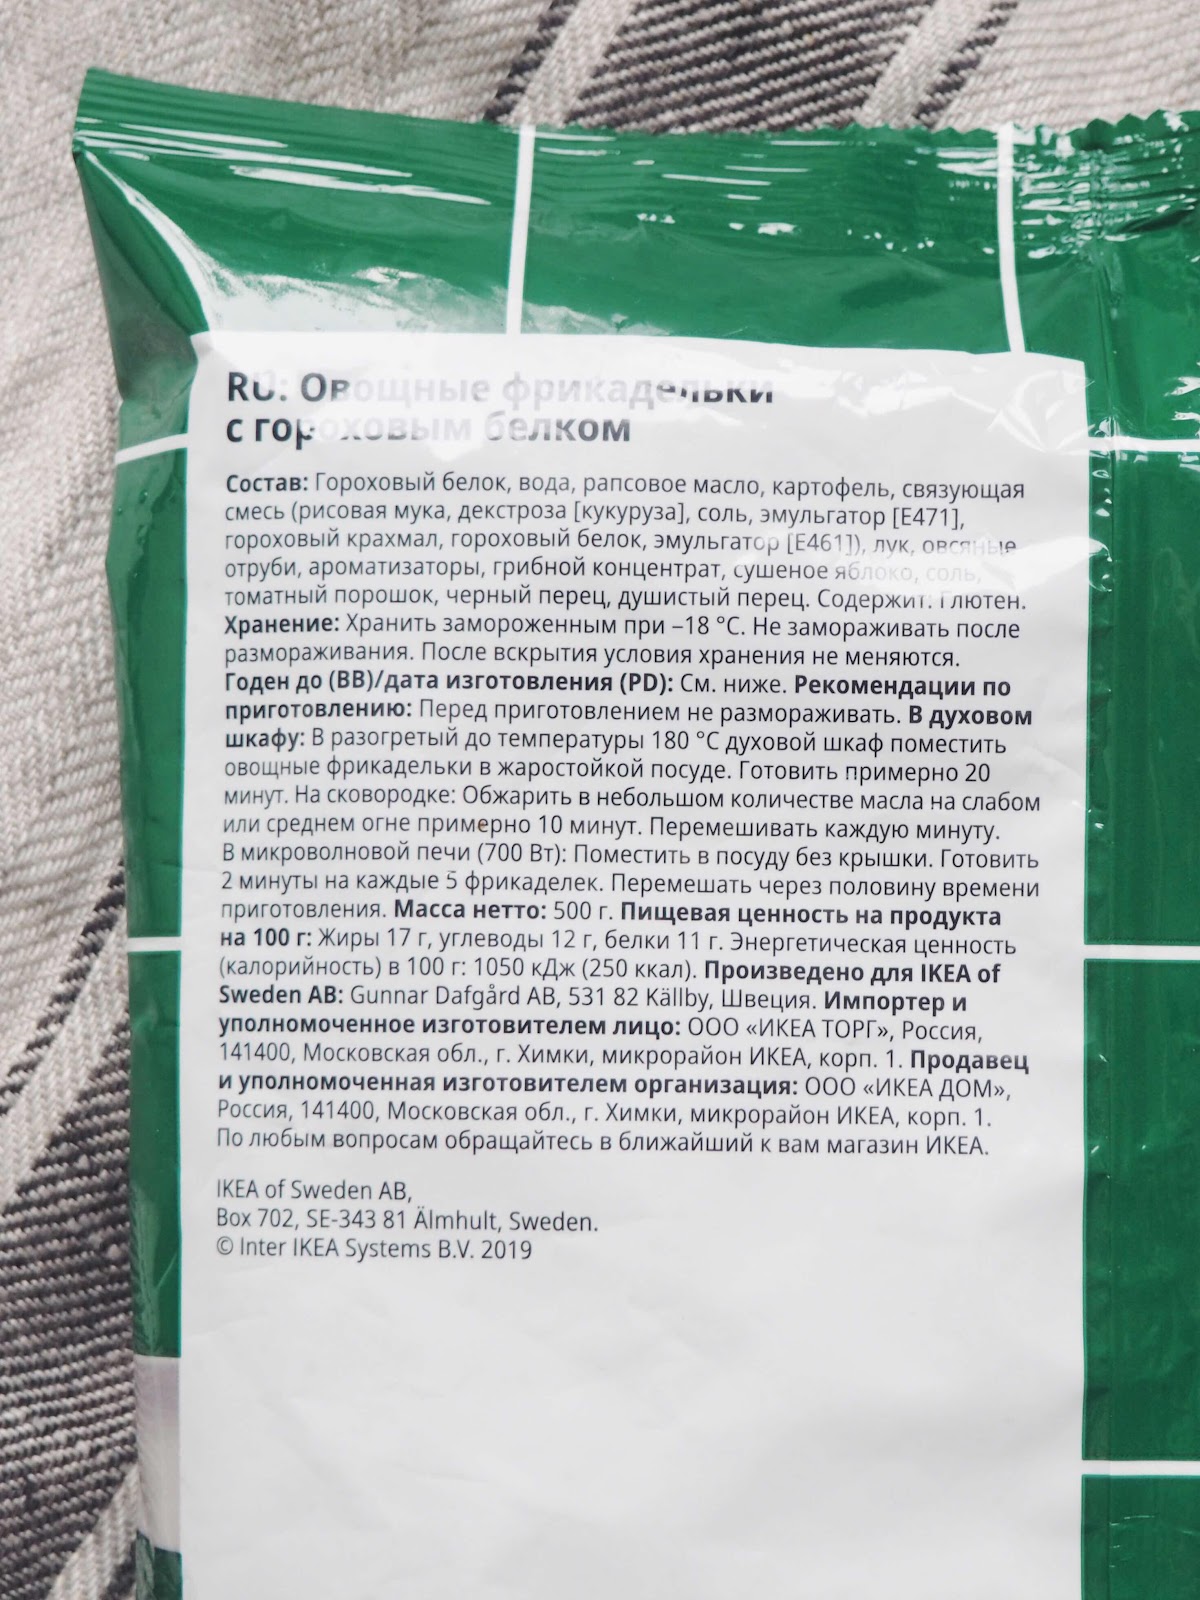 RU: Овощные фрикадельки
с гороховым белком
Состав: Гороховый белок, вода, рапсовое масло, картофель, связующая
смесь (рисовая мука, декстроза [кукуруза], соль, эмульгатор [E471],
гороховый крахмал, гороховый белок, эмульгатор [E461]), лук, овсяные
отруби, ароматизаторы, грибной концентрат, сушеное яблоко, соль,
томатный порошок, черный перец, душистый перец. Содержит: Глютен.
Хранение: Хранить замороженным при –18 °C. Не замораживать после
размораживания. После вскрытия условия хранения не меняются.
Годен до (BB)/дата изготовления (PD): См. ниже. Рекомендации по
приготовлению: Перед приготовлением не размораживать. В духовом
шкафу: В разогретый до температуры 180 °C духовой шкаф поместить
овощные фрикадельки в жаростойкой посуде. Готовить примерно 20
минут. На сковородке: Обжарить в небольшом количестве масла на слабом
или среднем огне примерно 10 минут. Перемешивать каждую минуту.
В микроволновой печи (700 Вт): Поместить в посуду без крышки. Готовить
2 минуты на каждые 5 фрикаделек. Перемешать через половину времени
приготовления. Масса нетто: 500 г. Пищевая ценность на продукта
на 100 г: Жиры 17 г, углеводы 12 г, белки 11 г. Энергетическая ценность
(калорийность) в 100 г: 1050 кДж (250 ккал). Произведено для IKEA of
Sweden AB: Gunnar Dafgård AB, 531 82 Källby, Швеция. Импортер и
уполномоченное изготовителем лицо: ООО «ИКЕА ТОРГ», Россия,
141400, Московская обл., г. Химки, микрорайон ИКЕА, корп. 1. Продавец
и уполномоченная изготовителем организация: ООО «ИКЕА ДОМ»,
Россия, 141400, Московская обл., г. Химки, микрорайон ИКЕА, корп. 1.
По любым вопросам обращайтесь в ближайший к вам магазин ИКЕА.
IKEA of Sweden AB,
Box 702, SE-343 81 Älmhult, Sweden.
© Inter IKEA Systems B.V. 2019